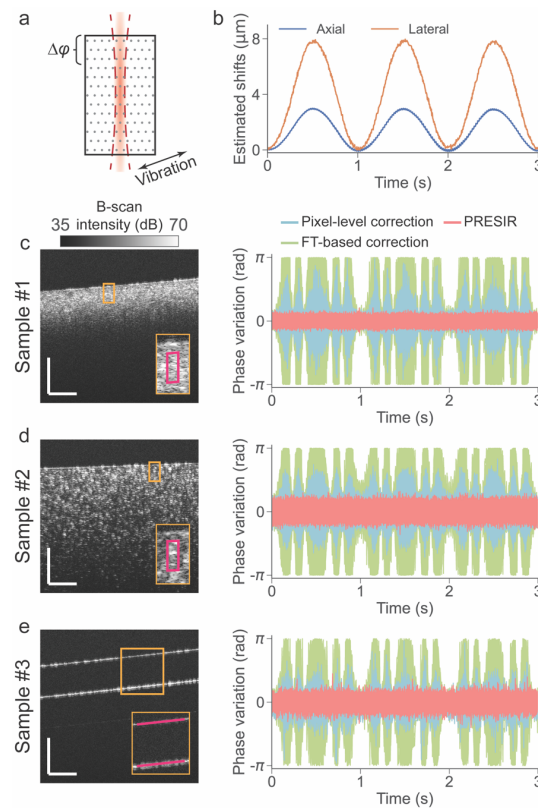 a
Δφ
Vibration
b
Axial
Lateral
Estimated shifts (μm)
8
4
0
0
1
2
3
Time (s)
B-scan
35 intensity (dB) 70
Pixel-level correction
PRESIR
FT-based correction
c
Sample #1
Phase variation (rad)
π
0
-π
0
1
2
3
Time (s)
d
Sample #2
Phase variation (rad)
π
0
-π
0
1
2
3
Time (s)
e
Sample #3
Phase variation (rad)
π
0
-π
0
1
2
3
Time (s)